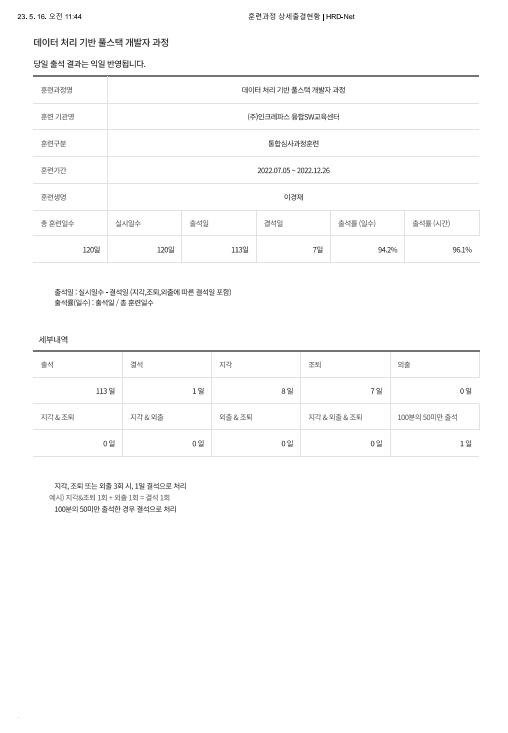 23. 5. 16. 오전 11:44 훈련과정 상세출결현황 | HRD-Net
데이터 처리 기반 풀스택 개발자 과정
당일 출석 결과는 익일 반영됩니다.
훈련과정명 데이터 처리 기반 풀스택 개발자 과정
훈련 기관명 (주)인크레파스 융합SW교육센터
훈련구분 통합심사과정훈련
훈련기간 2022.07.05 ~ 2022.12.26
훈련생명 이경재
총 훈련일수 실시일수 출석일 결석일 출석률 (일수) 출석률 (시간)
120일 120일 113일 7일 94.2% 96.1%
출석일 : 실시일수 - 결석일 (지각,조퇴,외출에 따른 결석일 포함)
출석률(일수) : 출석일 / 총 훈련일수
세부내역
출석 결석 지각 조퇴 외출
113 일 1 일 8 일 7 일 0 일
지각 & 조퇴 지각 & 외출 외출 & 조퇴 지각 & 외출 & 조퇴 100분의 50미만 출석
0 일 0 일 0 일 0 일 1 일
지각, 조퇴 또는 외출 3회 시, 1일 결석으로 처리
예시) 지각&조퇴 1회 + 외출 1회 = 결석 1회
100분의 50미만 출석한 경우 결석으로 처리